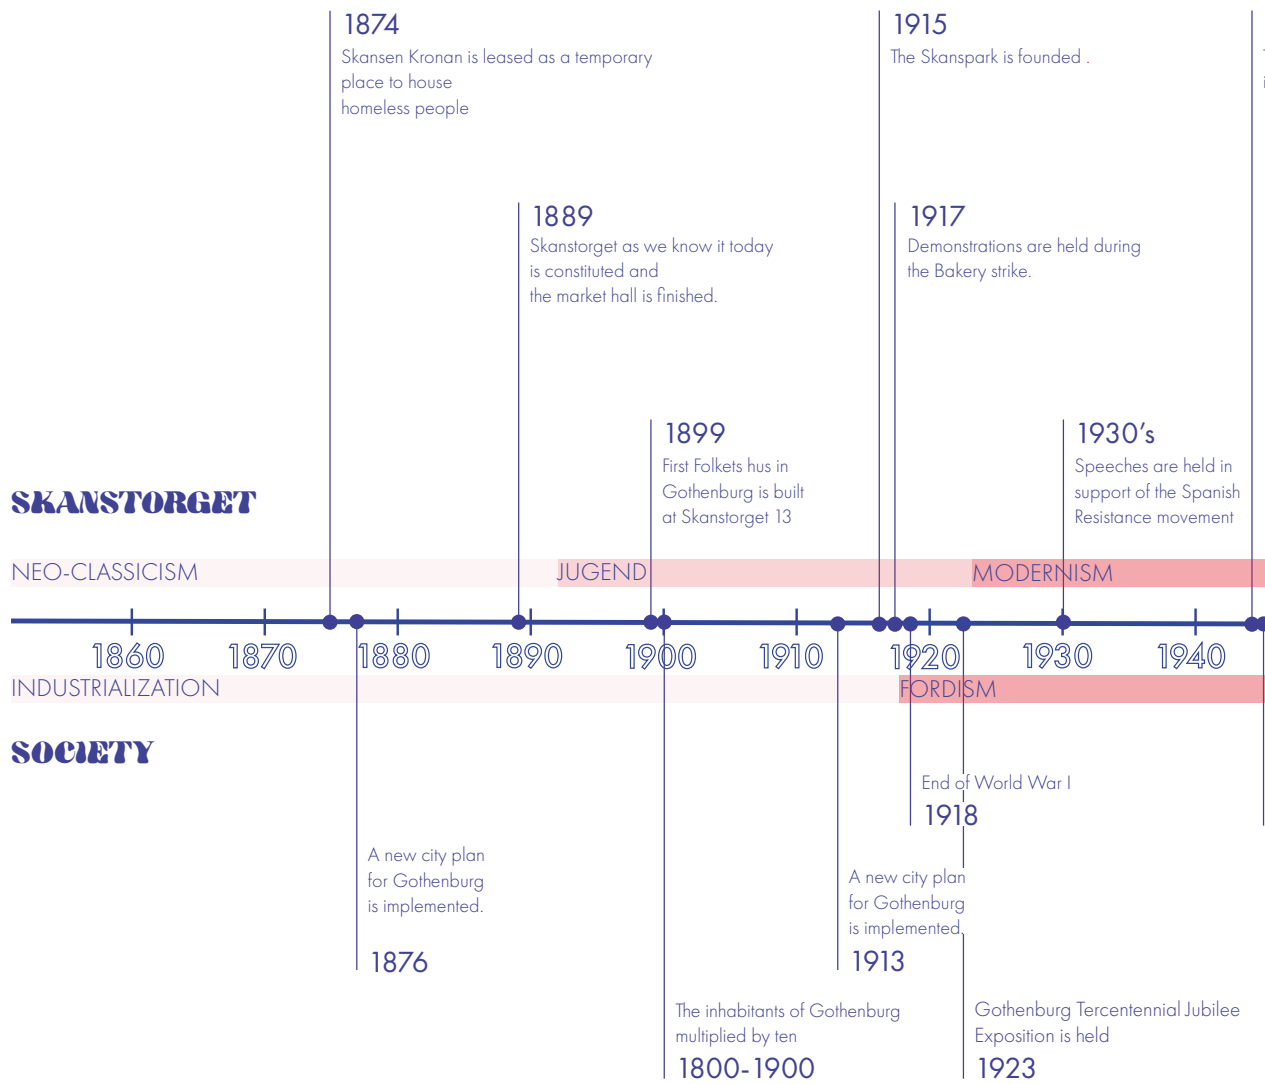 1874
Skansen Kronan is leased as a temporary
place to house
homeless people
1915
The Skanspark is founded .
1889
Skanstorget as we know it today
is constituted and
the market hall is finished.
1917
Demonstrations are held during
the Bakery strike.
1899
First Folkets hus in
Gothenburg is built
at Skanstorget 13
1930's
Speeches are held in
support of the Spanish
Resistance movement
SKANSTORGET
NEO-CLASSICISM
JUGEND
MODERNISM
1860
1870
1880
1890
1900
1910
1920
1930
1940
INDUSTRIALIZATION
FORDISM
SOCIETY
End of World War I
1918
A new city plan
for Gothenburg
is implemented.
1876
A new city plan
for Gothenburg
is implemented.
1913
The inhabitants of Gothenburg
multiplied by ten
1800-1900
Gothenburg Tercentennial Jubilee
Exposition is held
1923